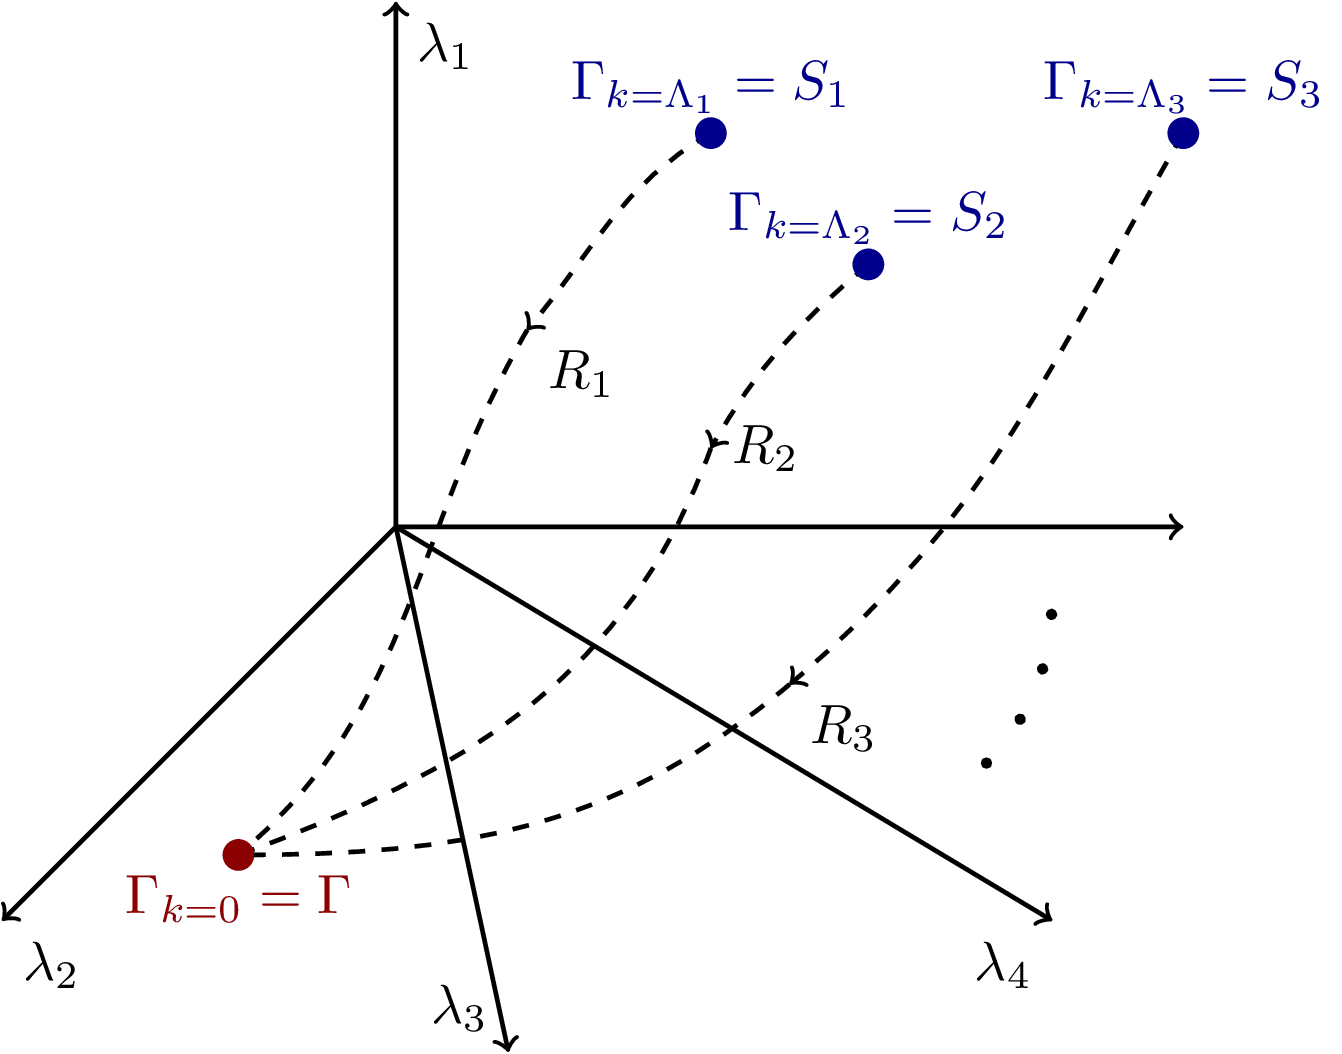 λ₁
Γₖ₌Λ₁ = S₁
Γₖ₌Λ₃ = S₃
Γₖ₌Λ₂ = S₂
R₁
R₂
R₃
Γₖ₌₀ = Γ
λ₂
λ₄
λ₃